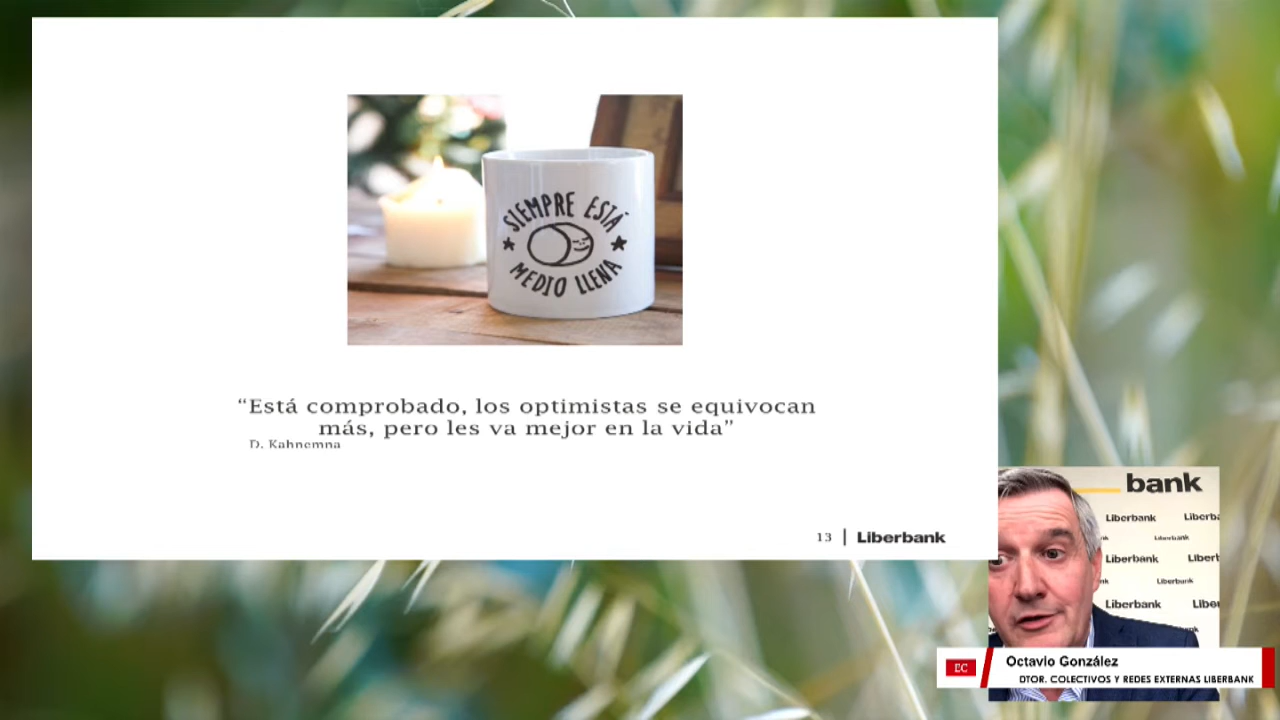 SIEMPRE ESTÁ
MEDIO LLENA
“Está comprobado, los optimistas se equivocan
más, pero les va mejor en la vida”
D. Kahnemna
13 | Liberbank
bank
Liberbank
Liberbank
Liberbank
Liberbank
Liberbank
EC
Octavio González
DTOR. COLECTIVOS Y REDES EXTERNAS LIBERBANK